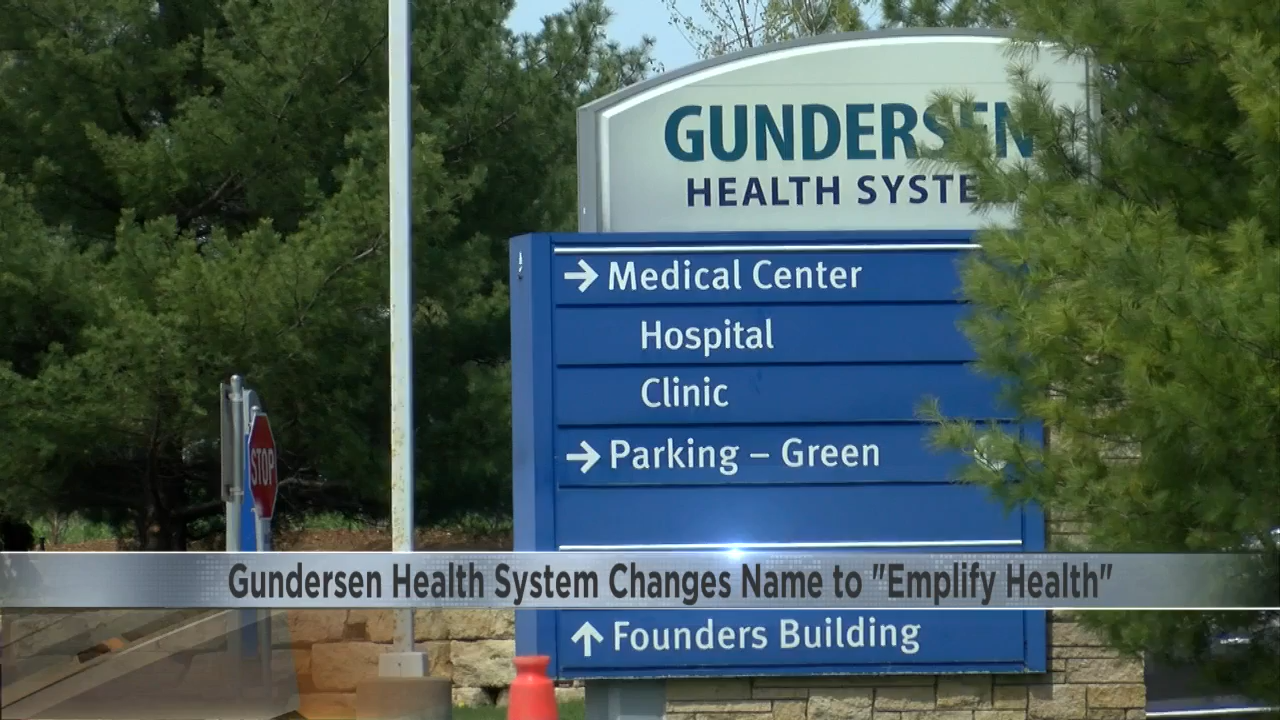 GUNDERSEN
HEALTH SYSTE
→ Medical Center
Hospital
Clinic
→ Parking – Green
STOP
Gundersen Health System Changes Name to "Emplify Health"
↑ Founders Building